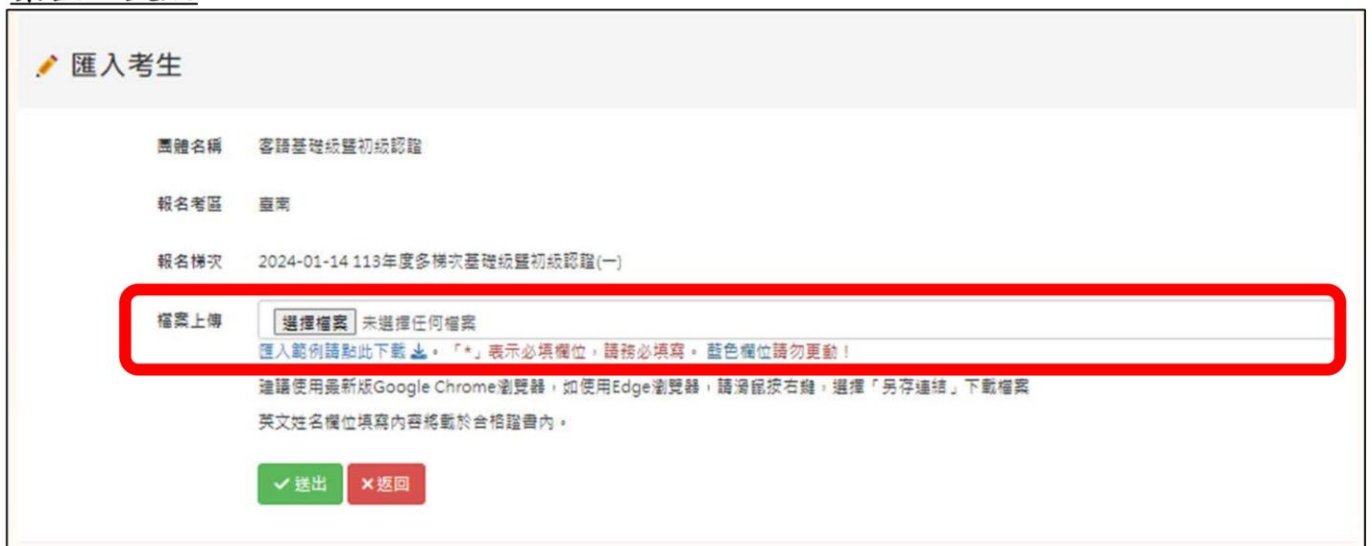 匯入考生
團體名稱 客語基礎級暨初級認證
報名考區 臺南
報名梯次 2024-01-14 113年度多梯次基礎級暨初級認證(一)
檔案上傳 選擇檔案 未選擇任何檔案
匯入範例請點此下載。「*」表示必填欄位,請務必填寫。藍色欄位請勿更動!
建議使用最新版Google Chrome瀏覽器,如使用Edge瀏覽器,請滑鼠按右鍵,選擇「另存連結」下載檔案
英文姓名欄位填寫內容將載於合格證書內。
送出 返回